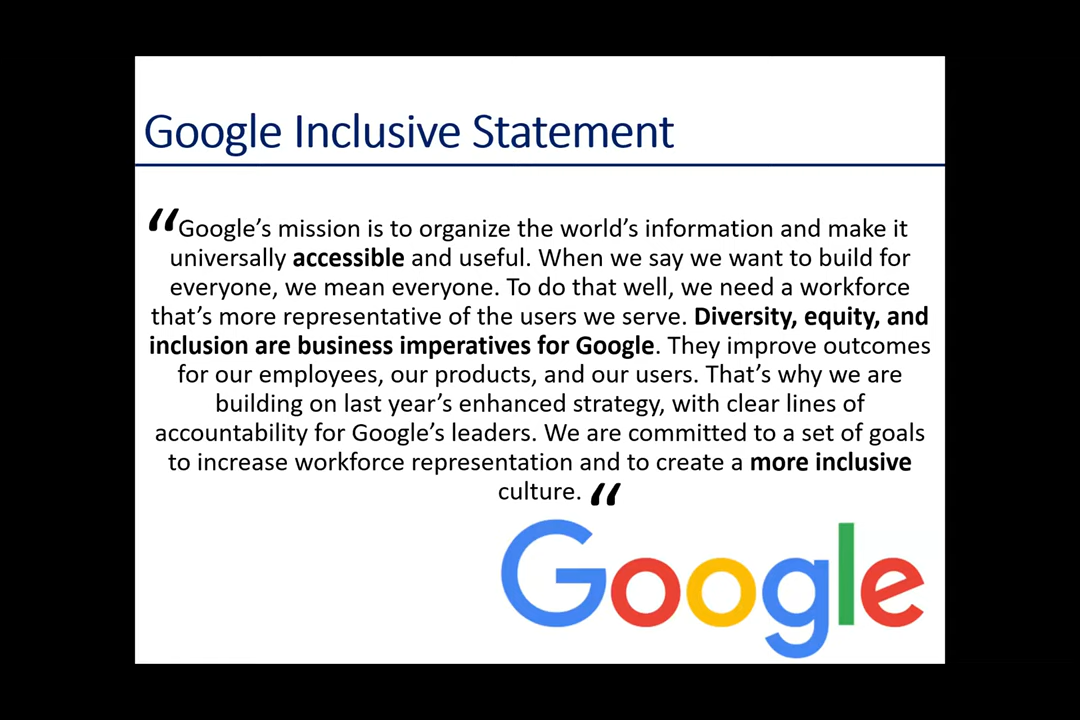 Google Inclusive Statement
“Google’s mission is to organize the world’s information and make it
universally accessible and useful. When we say we want to build for
everyone, we mean everyone. To do that well, we need a workforce
that’s more representative of the users we serve. Diversity, equity, and
inclusion are business imperatives for Google. They improve outcomes
for our employees, our products, and our users. That’s why we are
building on last year’s enhanced strategy, with clear lines of
accountability for Google’s leaders. We are committed to a set of goals
to increase workforce representation and to create a more inclusive
culture. “
Google